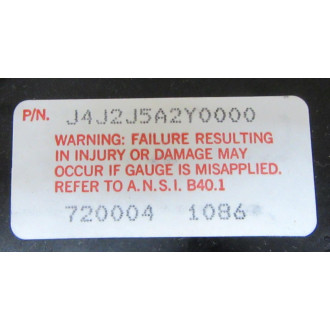 P/N. J4J2J5A2Y0000
WARNING: FAILURE RESULTING
IN INJURY OR DAMAGE MAY
OCCUR IF GAUGE IS MISAPPLIED.
REFER TO A.N.S.I. B40.1
720004 1086